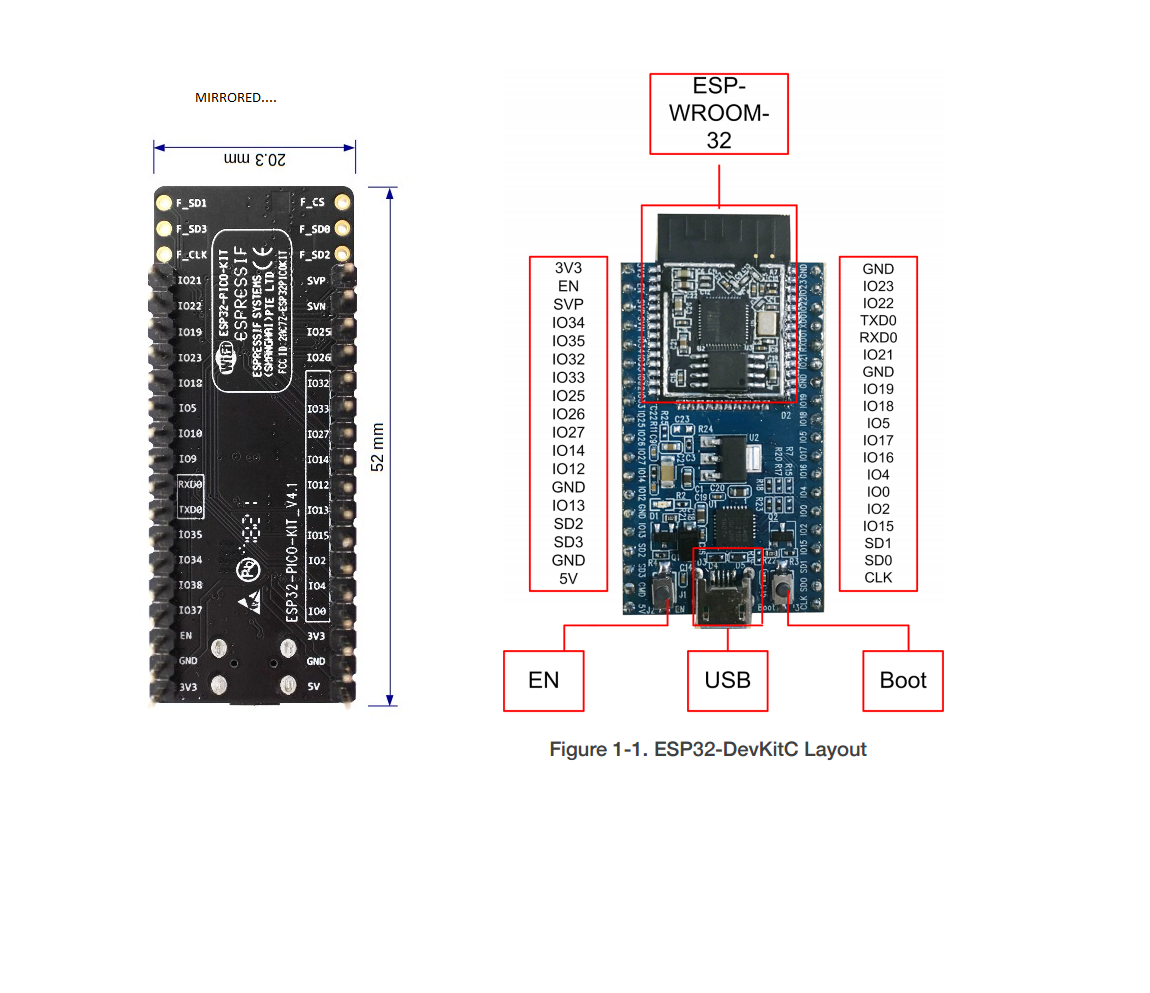 MIRRORED....
20.3 mm
F_SD1
F_CS
F_SD3
F_SD0
F_CLK
F_SD2
IO21
SVP
IO22
SVN
IO19
IO25
IO23
IO26
IO18
IO32
IO5
IO33
IO10
IO27
IO9
IO14
RXD0
IO12
TXD0
IO13
IO35
IO15
IO34
IO2
IO38
IO4
IO37
IO0
EN
3V3
GND
GND
3V3
5V
WiFi
ESP32-PICO-KIT
ESPRESSIF
ESPRESSIF SYSTEMS
(SHANGHAI) PTE LTD CE
FCC ID:2AC7Z-ESP32PICOKIT
ESP32-PICO-KIT_V4.1
52 mm
ESP-
WROOM-
32
3V3
EN
SVP
IO34
IO35
IO32
IO33
IO25
IO26
IO27
IO14
IO12
GND
IO13
SD2
SD3
GND
5V
GND
IO23
IO22
TXD0
RXD0
IO21
GND
IO19
IO18
IO5
IO17
IO16
IO4
IO0
IO2
IO15
SD1
SD0
CLK
EN
USB
Boot
Figure 1-1. ESP32-DevKitC Layout